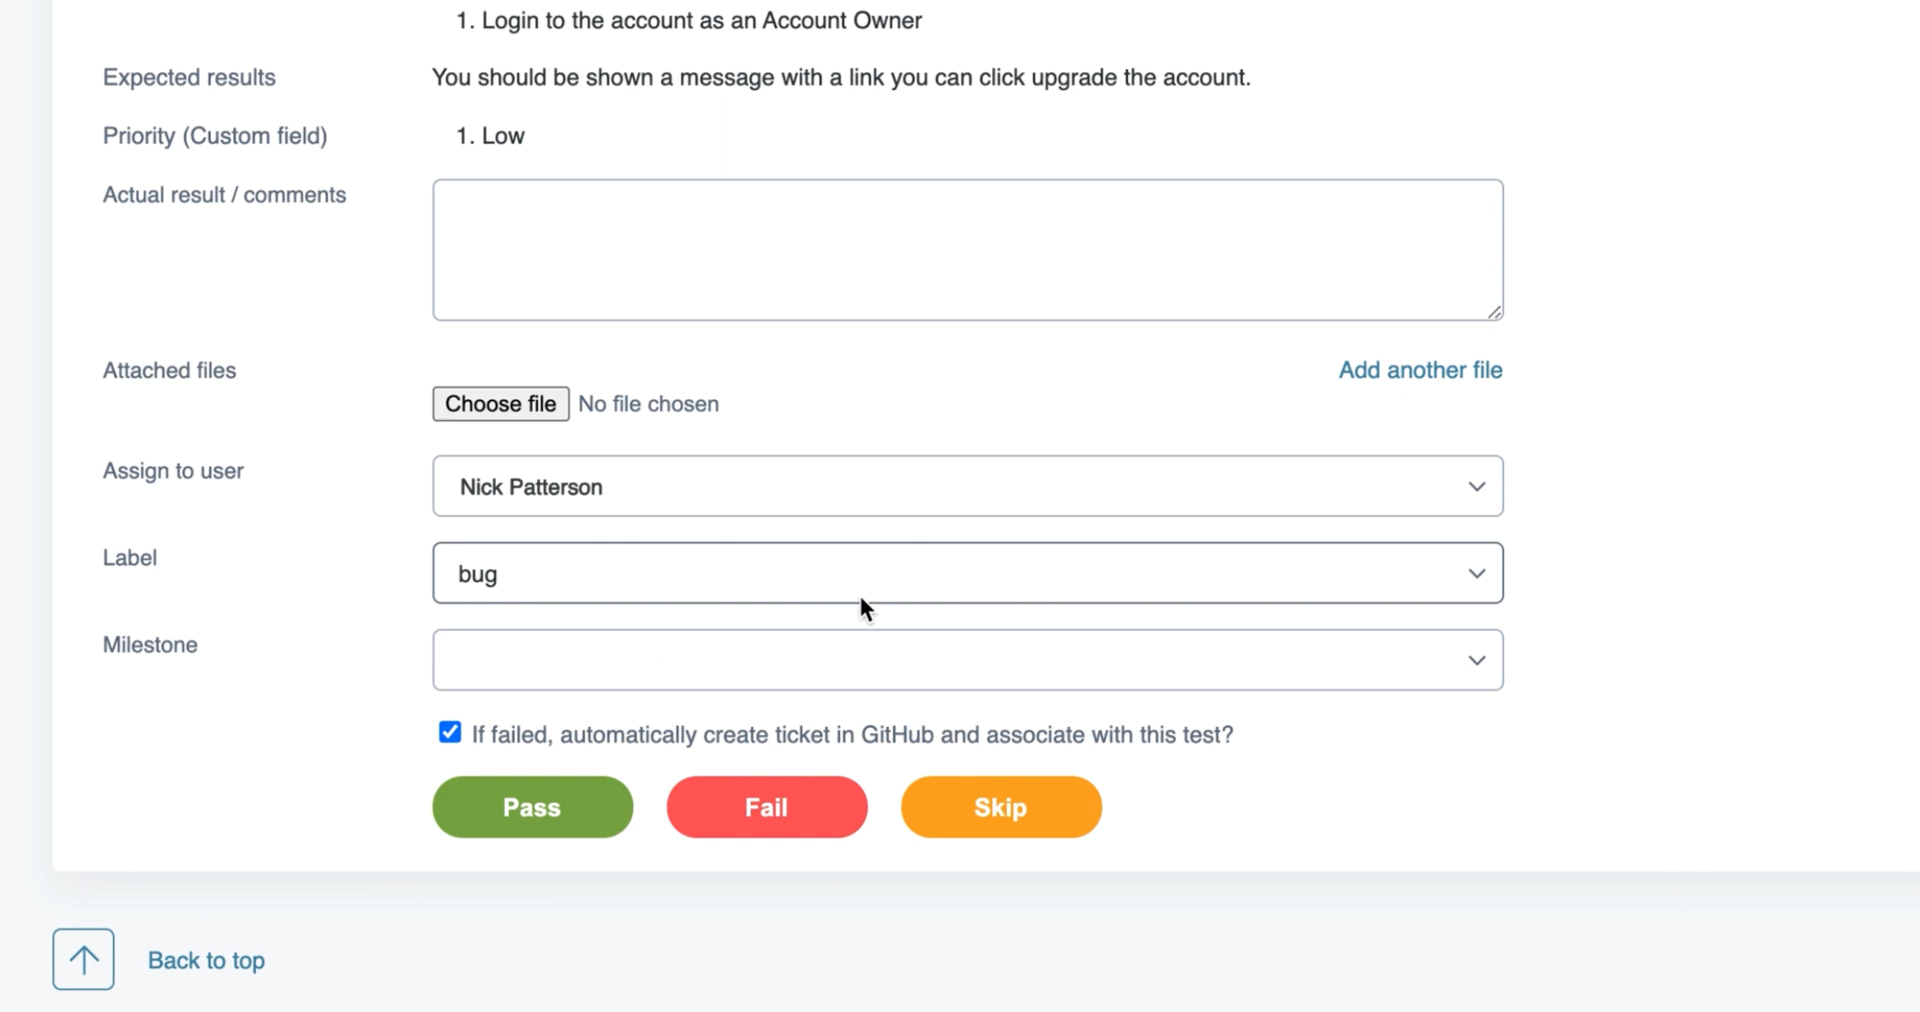 1. Login to the account as an Account Owner
Expected results
You should be shown a message with a link you can click upgrade the account.
Priority (Custom field)
1. Low
Actual result / comments
Attached files
Add another file
Choose file
No file chosen
Assign to user
Nick Patterson
Label
bug
Milestone
If failed, automatically create ticket in GitHub and associate with this test?
Pass
Fail
Skip
Back to top